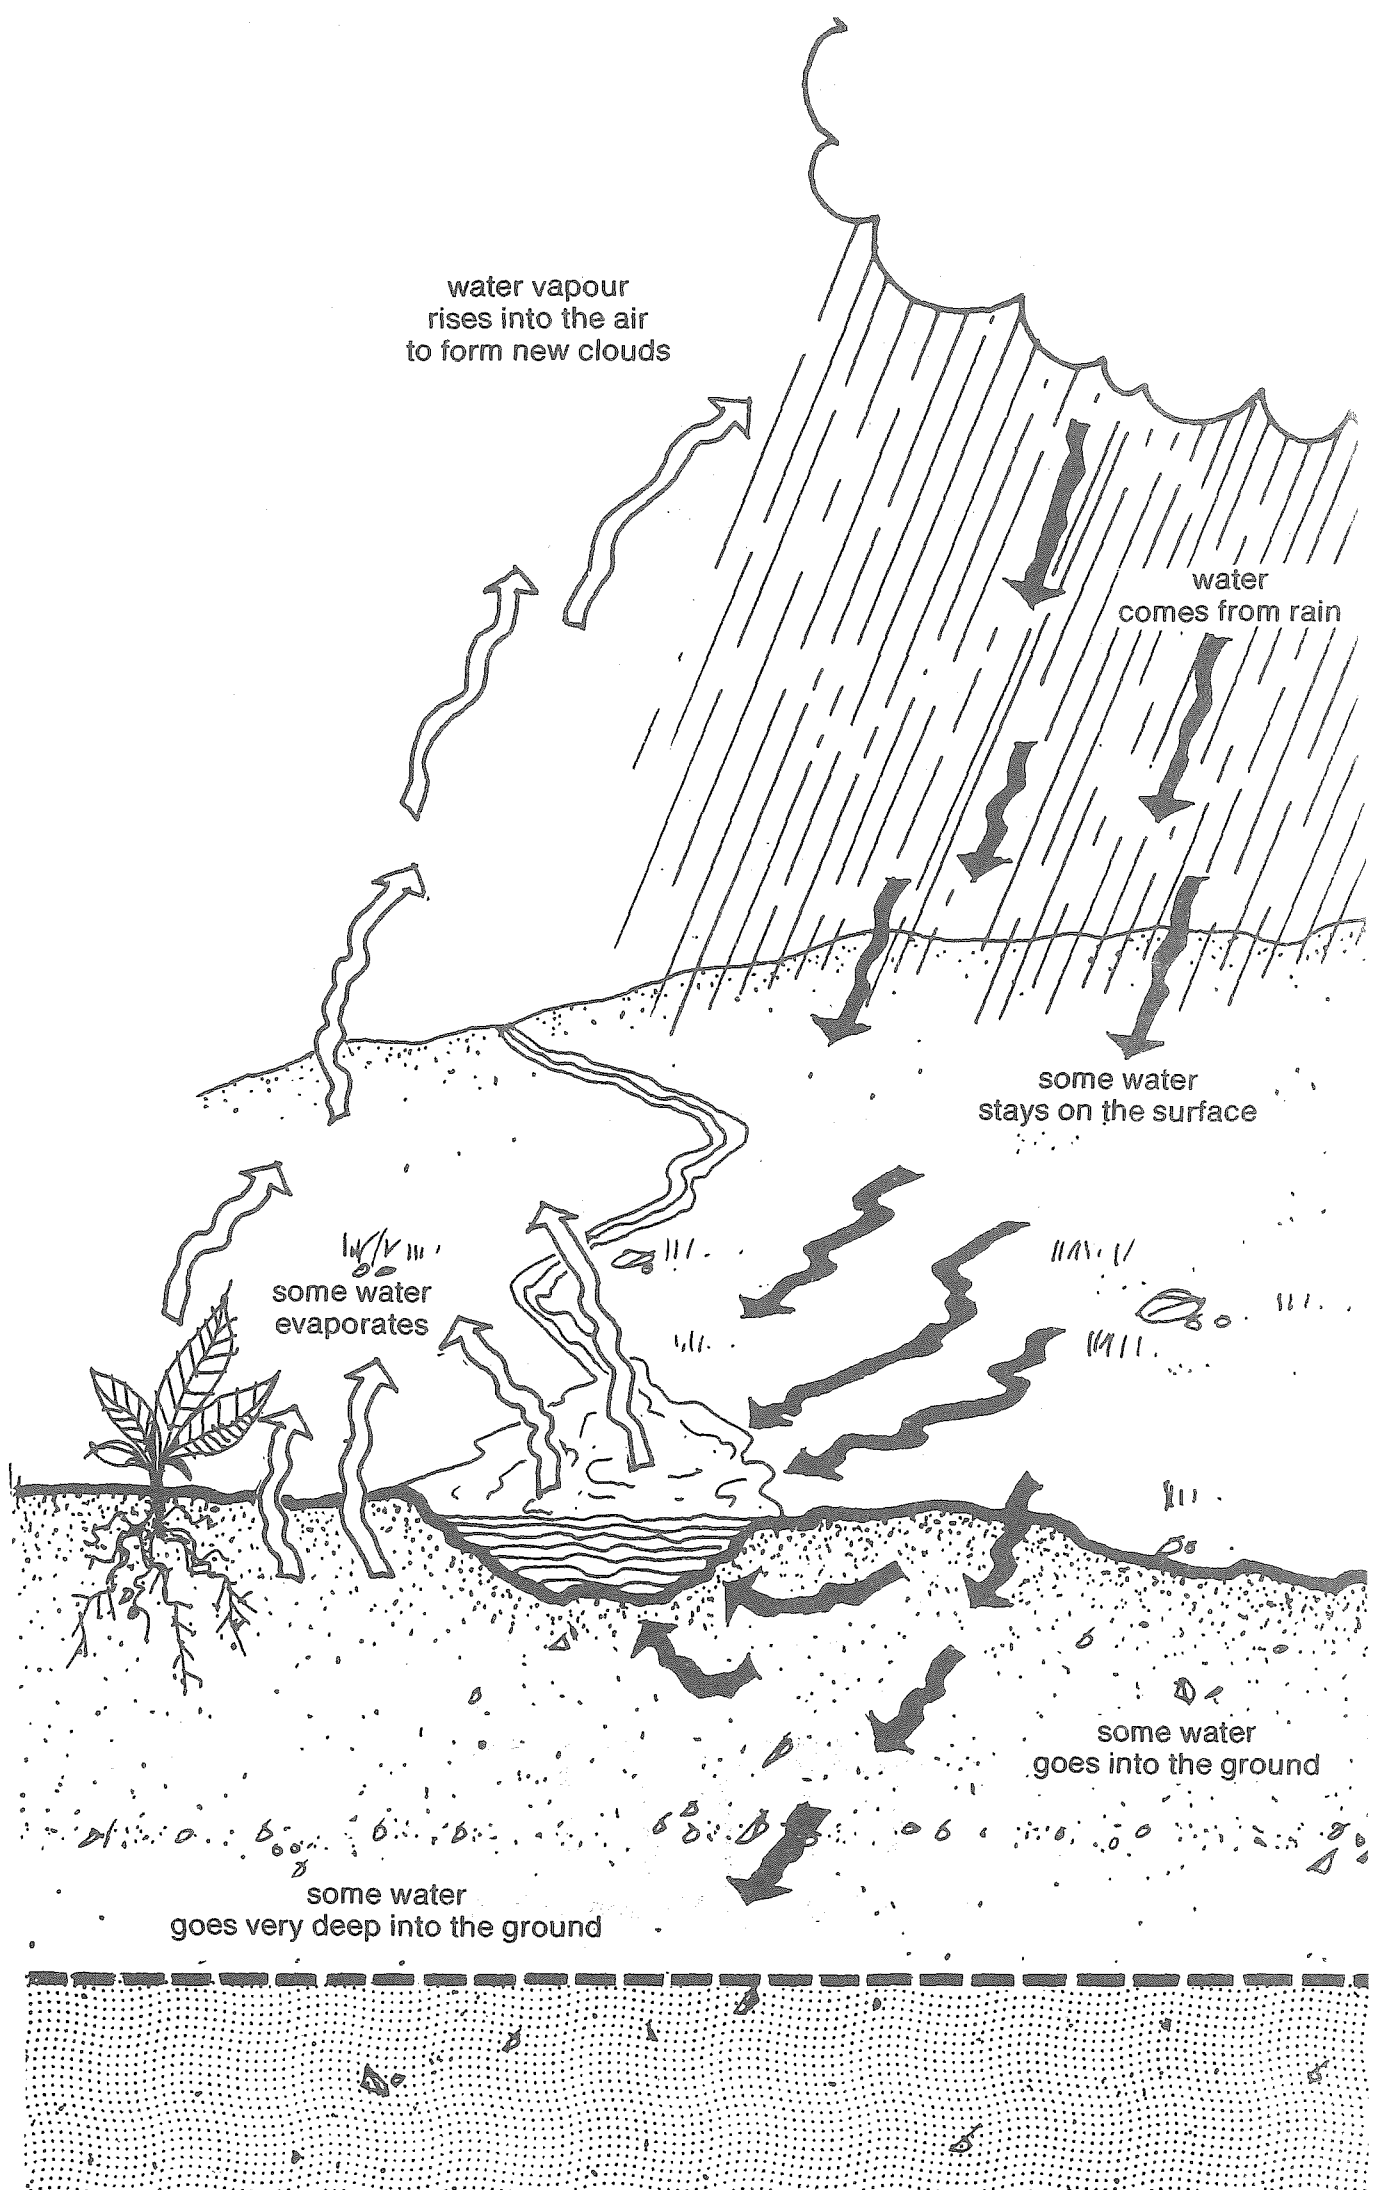 water vapour
rises into the air
to form new clouds
water
comes from rain
some water
stays on the surface
some water
evaporates
some water
goes into the ground
some water
goes very deep into the ground